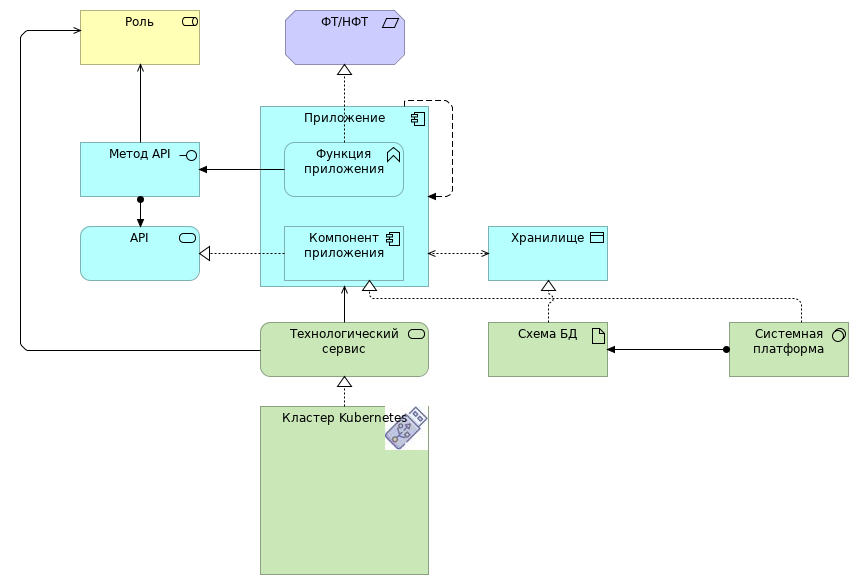 Роль
ФТ/НФТ
Приложение
Метод API
Функция
приложения
API
Компонент
приложения
Хранилище
Технологический
сервис
Схема БД
Системная
платформа
Кластер Kubernetes